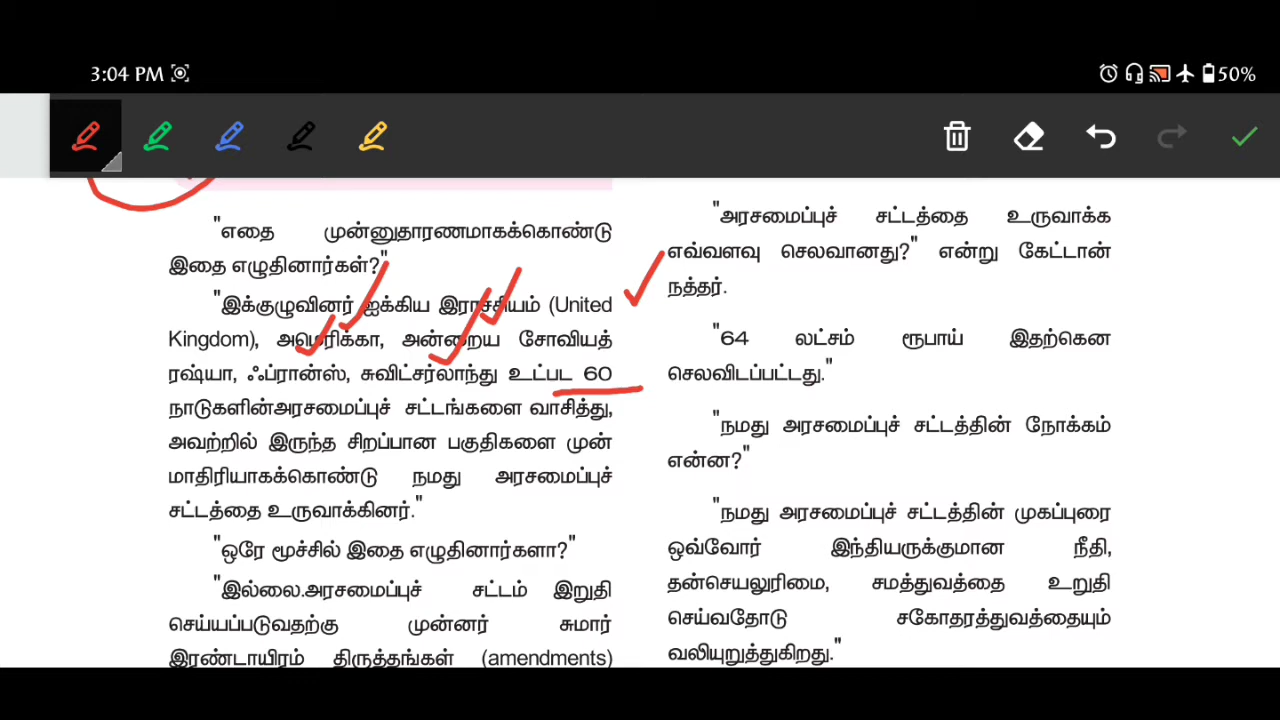 3:04 PM
50%
"எதை முன்னுதாரணமாகக்கொண்டு
இதை எழுதினார்கள்?"
"இக்குழுவினர் ஐக்கிய இராச்சியம் (United
Kingdom), அமெரிக்கா, அன்றைய சோவியத்
ரஷ்யா, ஃப்ரான்ஸ், சுவிட்சர்லாந்து உட்பட 60
நாடுகளின்அரசமைப்புச் சட்டங்களை வாசித்து,
அவற்றில் இருந்த சிறப்பான பகுதிகளை முன்
மாதிரியாகக்கொண்டு நமது அரசமைப்புச்
சட்டத்தை உருவாக்கினர்."
"ஒரே மூச்சில் இதை எழுதினார்களா?"
"இல்லை.அரசமைப்புச் சட்டம் இறுதி
செய்யப்படுவதற்கு முன்னர் சுமார்
இரண்டாயிரம் திருத்தங்கள் (amendments)
"அரசமைப்புச் சட்டத்தை உருவாக்க
எவ்வளவு செலவானது?" என்று கேட்டான்
நத்தர்.
"64 லட்சம் ரூபாய் இதற்கென
செலவிடப்பட்டது."
"நமது அரசமைப்புச் சட்டத்தின் நோக்கம்
என்ன?"
"நமது அரசமைப்புச் சட்டத்தின் முகப்புரை
ஒவ்வோர் இந்தியருக்குமான நீதி,
தன்செயலுரிமை, சமத்துவத்தை உறுதி
செய்வதோடு சகோதரத்துவத்தையும்
வலியுறுத்துகிறது."